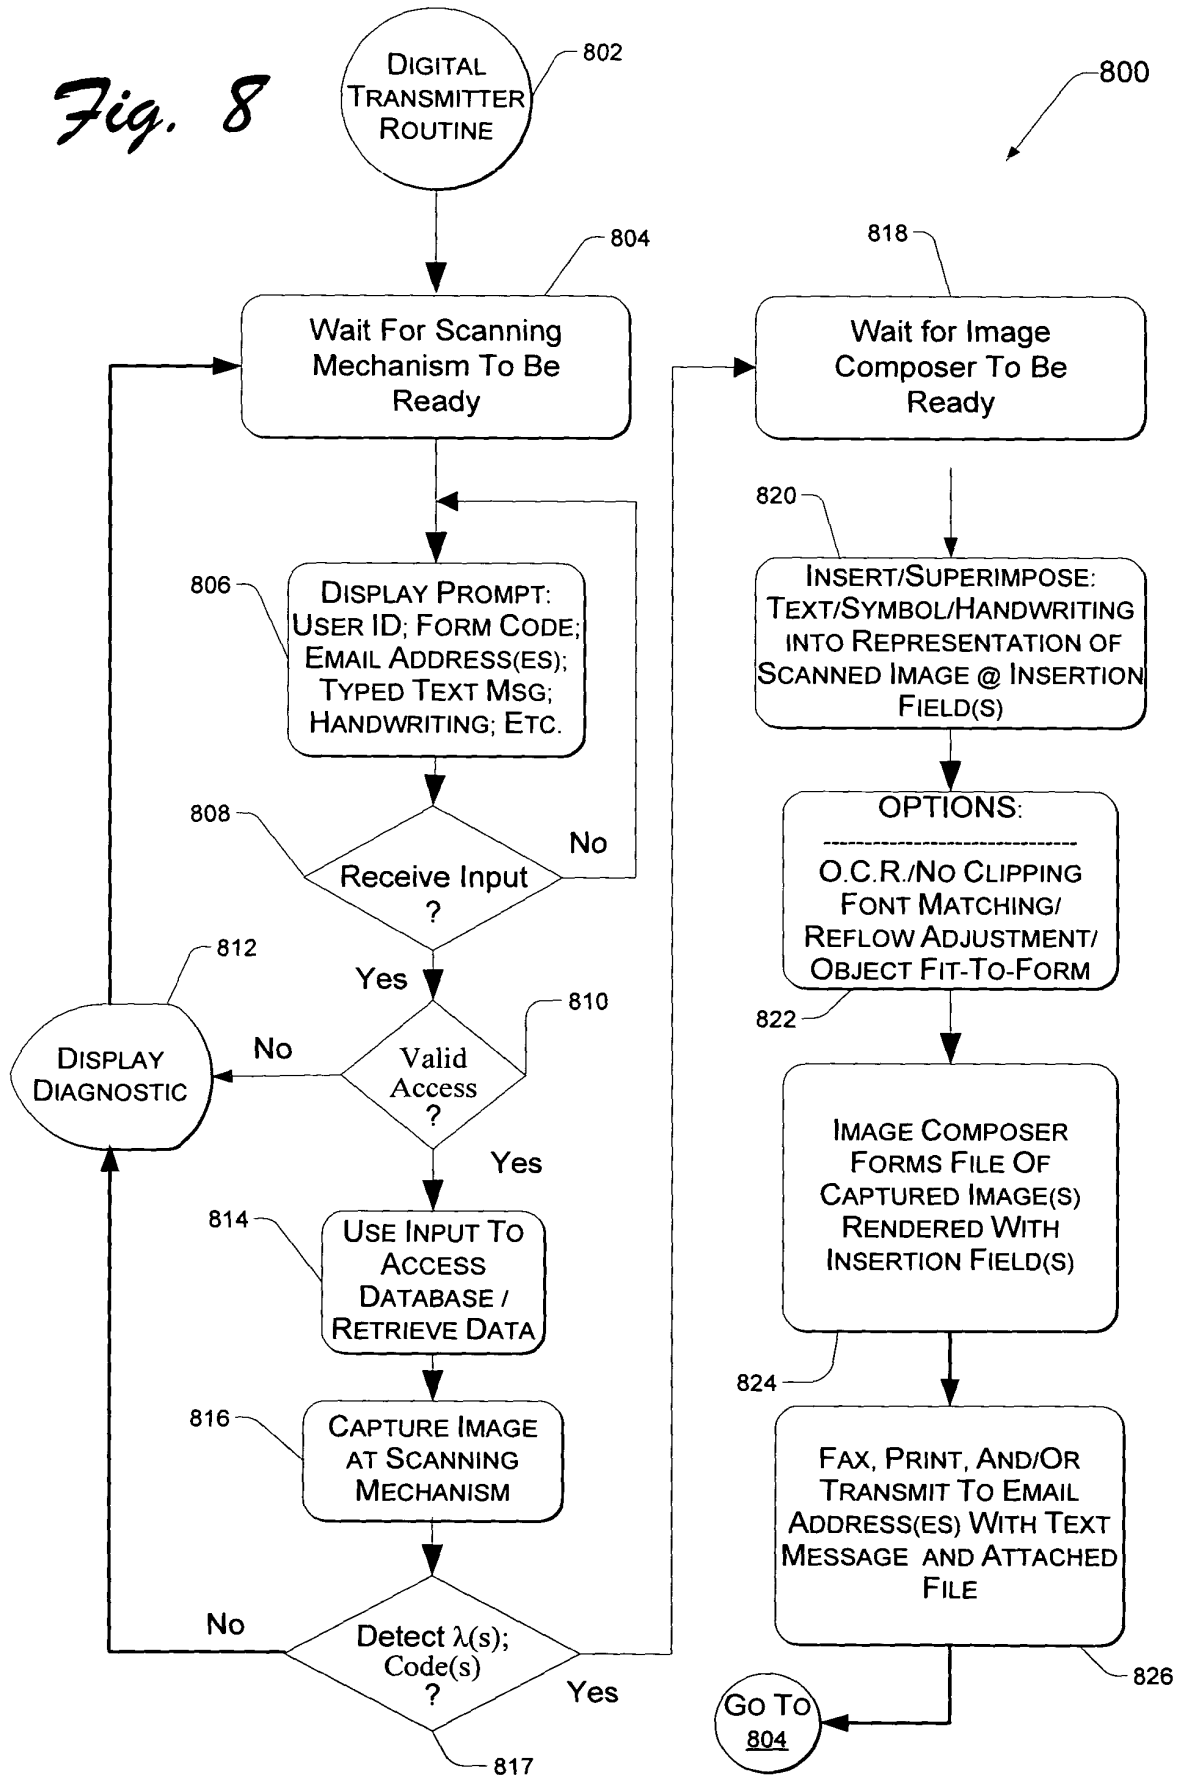 Fig. 8
DIGITAL
TRANSMITTER
ROUTINE
802
800
804
Wait For Scanning
Mechanism To Be
Ready
806
DISPLAY PROMPT:
USER ID; FORM CODE;
EMAIL ADDRESS(ES);
TYPED TEXT MSG;
HANDWRITING; ETC.
808
Receive Input
?
No
Yes
810
Valid
Access
?
No
812
DISPLAY
DIAGNOSTIC
Yes
814
USE INPUT TO
ACCESS
DATABASE /
RETRIEVE DATA
816
CAPTURE IMAGE
AT SCANNING
MECHANISM
Detect λ(s);
Code(s)
?
No
Yes
817
818
Wait for Image
Composer To Be
Ready
820
INSERT/SUPERIMPOSE:
TEXT/SYMBOL/HANDWRITING
INTO REPRESENTATION OF
SCANNED IMAGE @ INSERTION
FIELD(S)
OPTIONS:
------------------------------
O.C.R./NO CLIPPING
FONT MATCHING/
REFLOW ADJUSTMENT/
OBJECT FIT-TO-FORM
822
IMAGE COMPOSER
FORMS FILE OF
CAPTURED IMAGE(S)
RENDERED WITH
INSERTION FIELD(S)
824
FAX, PRINT, AND/OR
TRANSMIT TO EMAIL
ADDRESS(ES) WITH TEXT
MESSAGE AND ATTACHED
FILE
826
GO TO
804